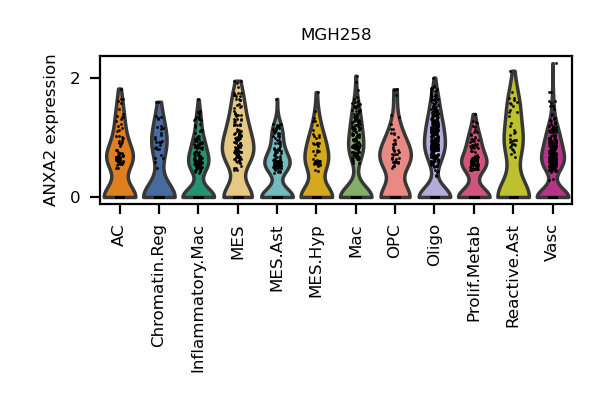 MGH258
ANXA2 expression
2
0
AC
Chromatin.Reg
Inflammatory.Mac
MES
MES.Ast
MES.Hyp
Mac
OPC
Oligo
Prolif.Metab
Reactive.Ast
Vasc